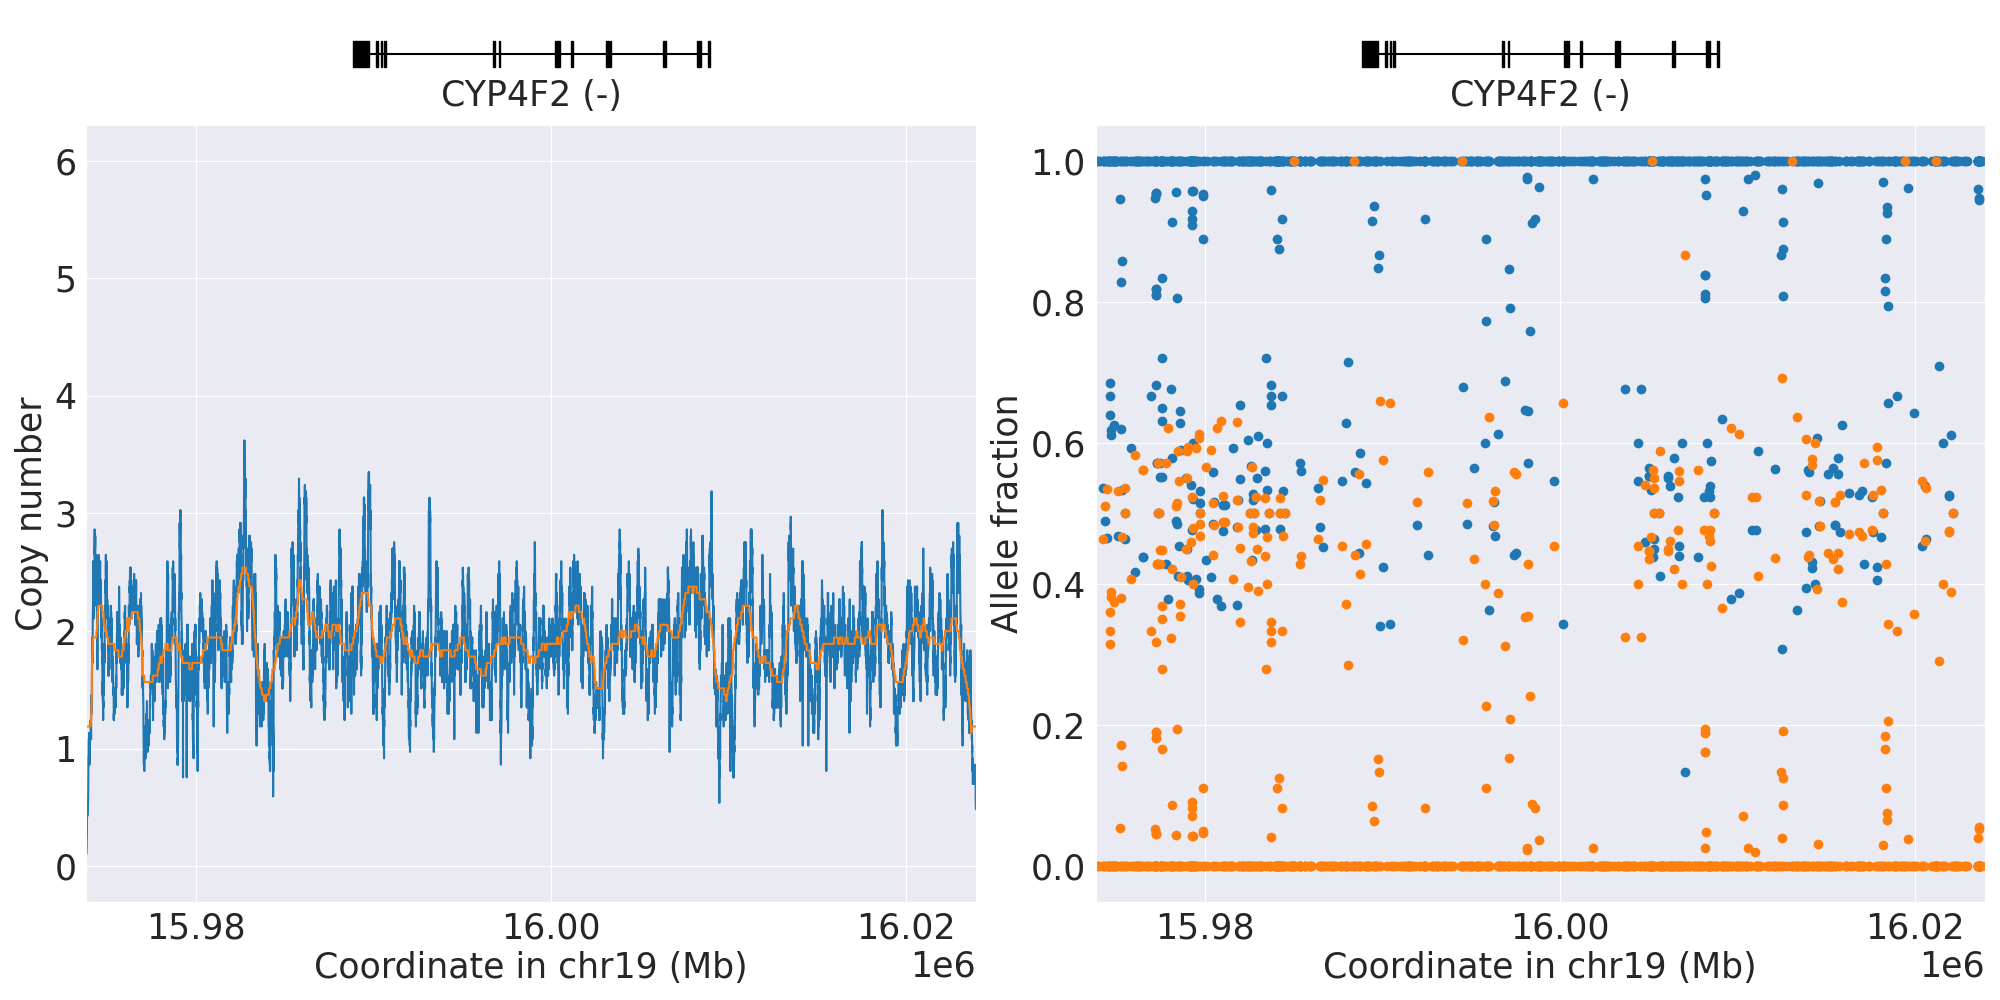 CYP4F2 (-)
6
5
4
3
2
1
0
Copy number
15.98
16.00
16.02
Coordinate in chr19 (Mb)
1e6
CYP4F2 (-)
1.0
0.8
0.6
0.4
0.2
0.0
Allele fraction
15.98
16.00
16.02
Coordinate in chr19 (Mb)
1e6